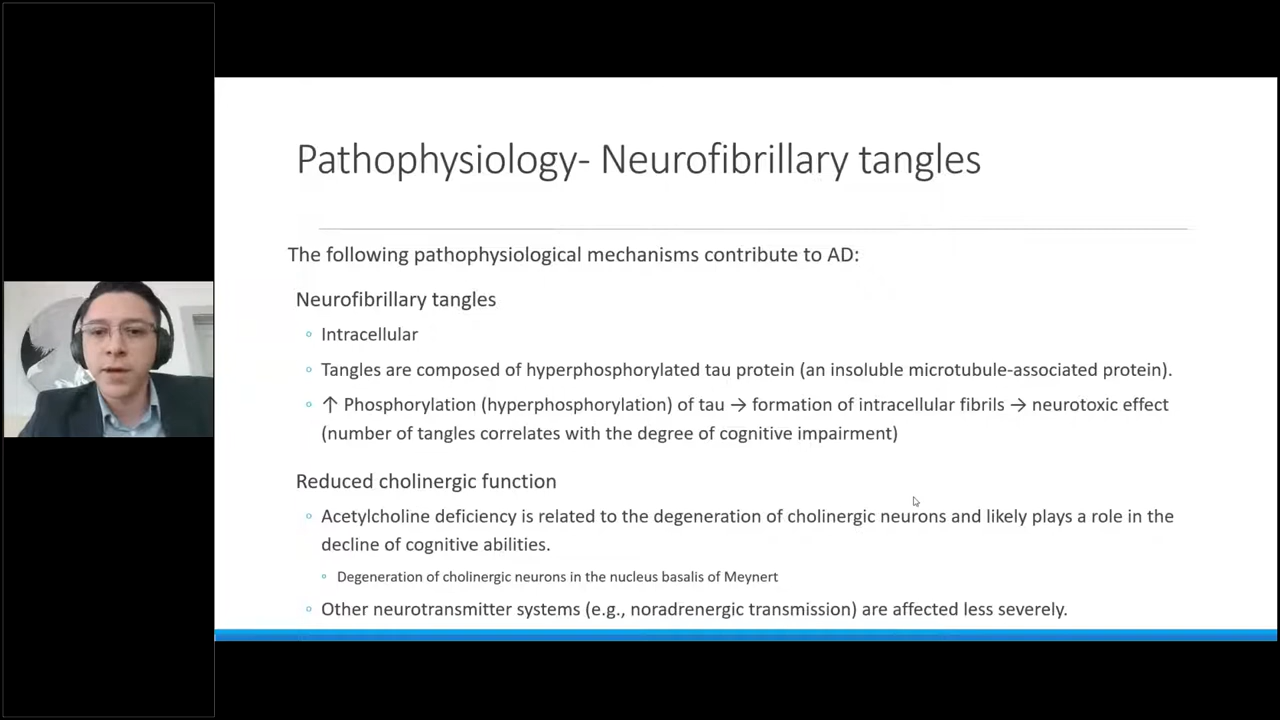 Pathophysiology- Neurofibrillary tangles
The following pathophysiological mechanisms contribute to AD:
Neurofibrillary tangles
◦ Intracellular
◦ Tangles are composed of hyperphosphorylated tau protein (an insoluble microtubule-associated protein).
◦ ↑ Phosphorylation (hyperphosphorylation) of tau → formation of intracellular fibrils → neurotoxic effect
(number of tangles correlates with the degree of cognitive impairment)
Reduced cholinergic function
◦ Acetylcholine deficiency is related to the degeneration of cholinergic neurons and likely plays a role in the
decline of cognitive abilities.
◦ Degeneration of cholinergic neurons in the nucleus basalis of Meynert
◦ Other neurotransmitter systems (e.g., noradrenergic transmission) are affected less severely.